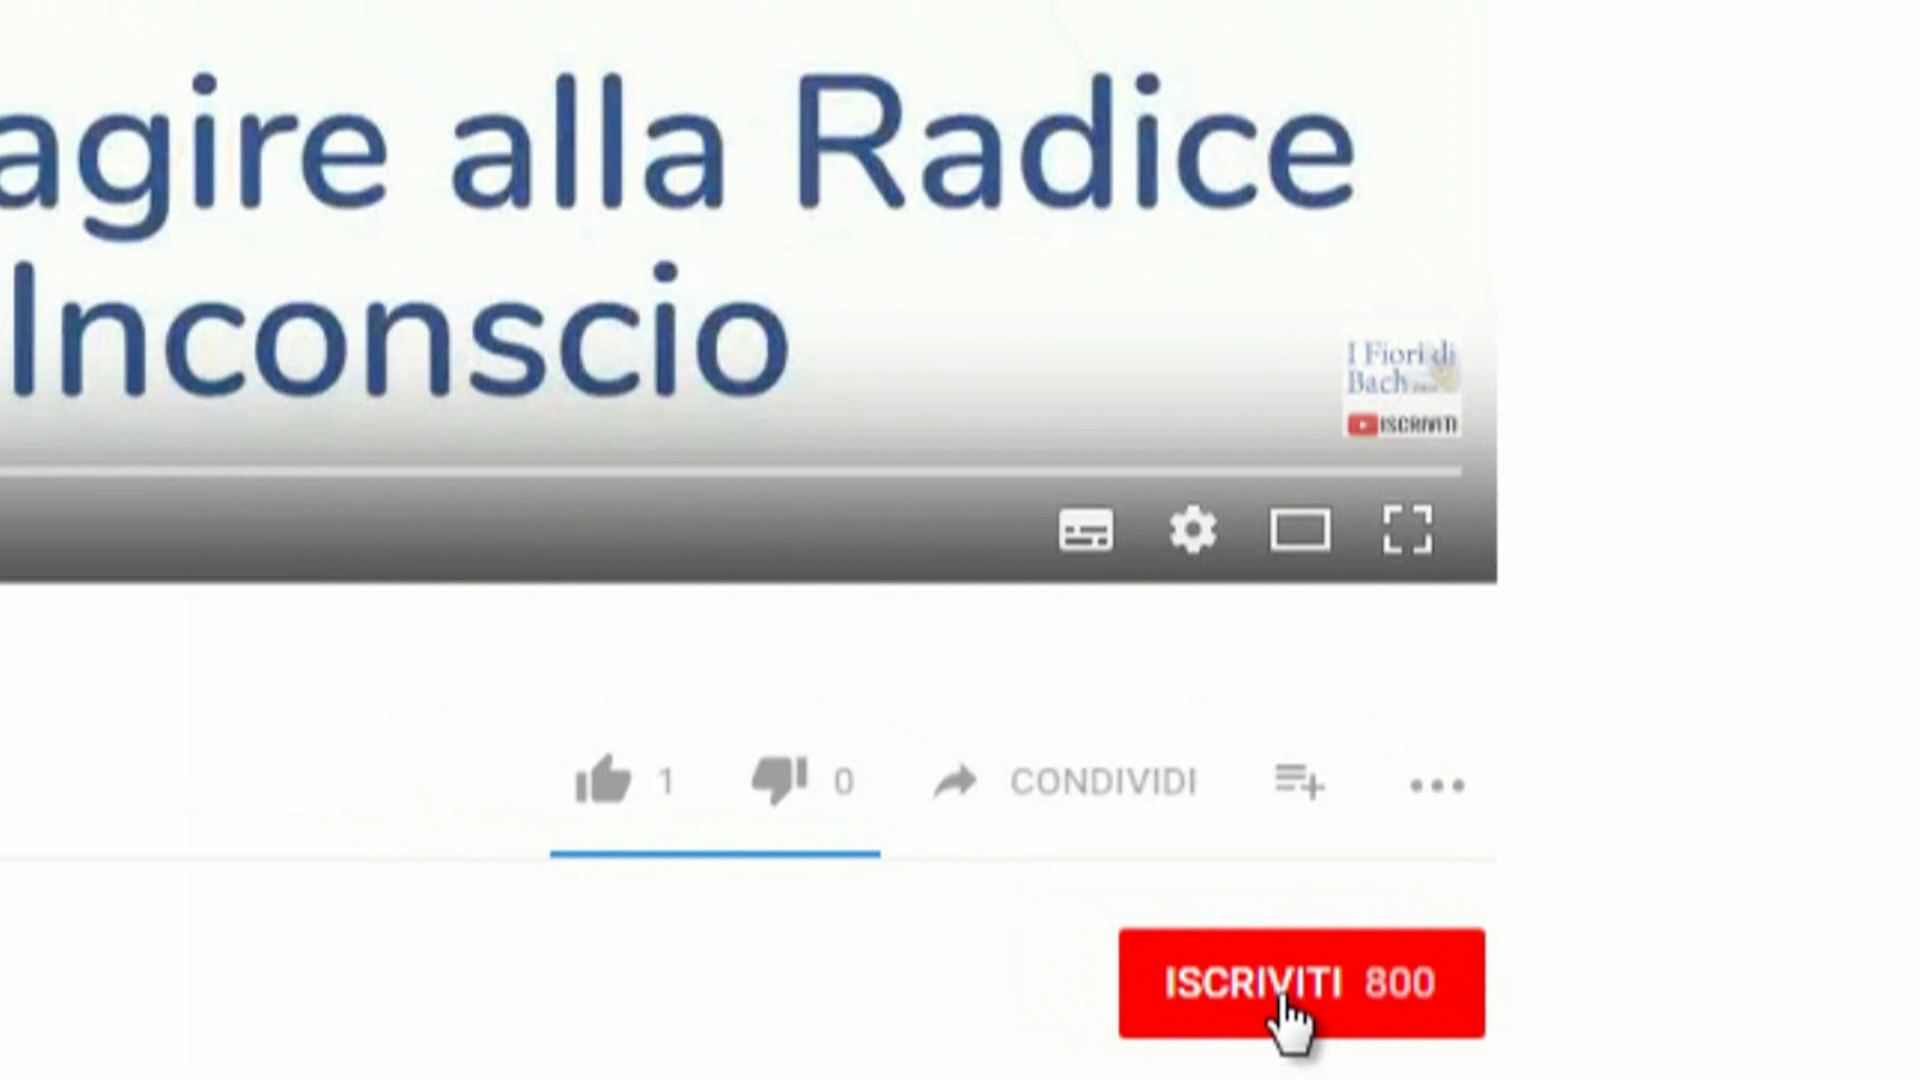 agire alla Radice
Inconscio
I Fiori di
Bach
ISCRIVITI
1
0
CONDIVIDI
ISCRIVITI 800